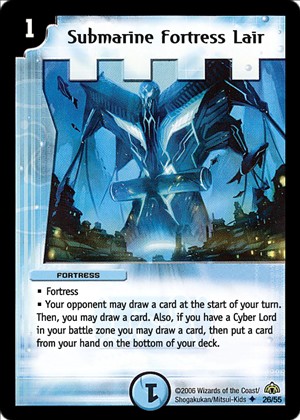 1
Submarine Fortress Lair
FORTRESS
▪ Fortress
▪ Your opponent may draw a card at the start of your turn.
Then, you may draw a card. Also, if you have a Cyber Lord
in your battle zone you may draw a card, then put a card
from your hand on the bottom of your deck.
1
©2006 Wizards of the Coast/
Shogakukan/Mitsui-Kids ♦ 26/55